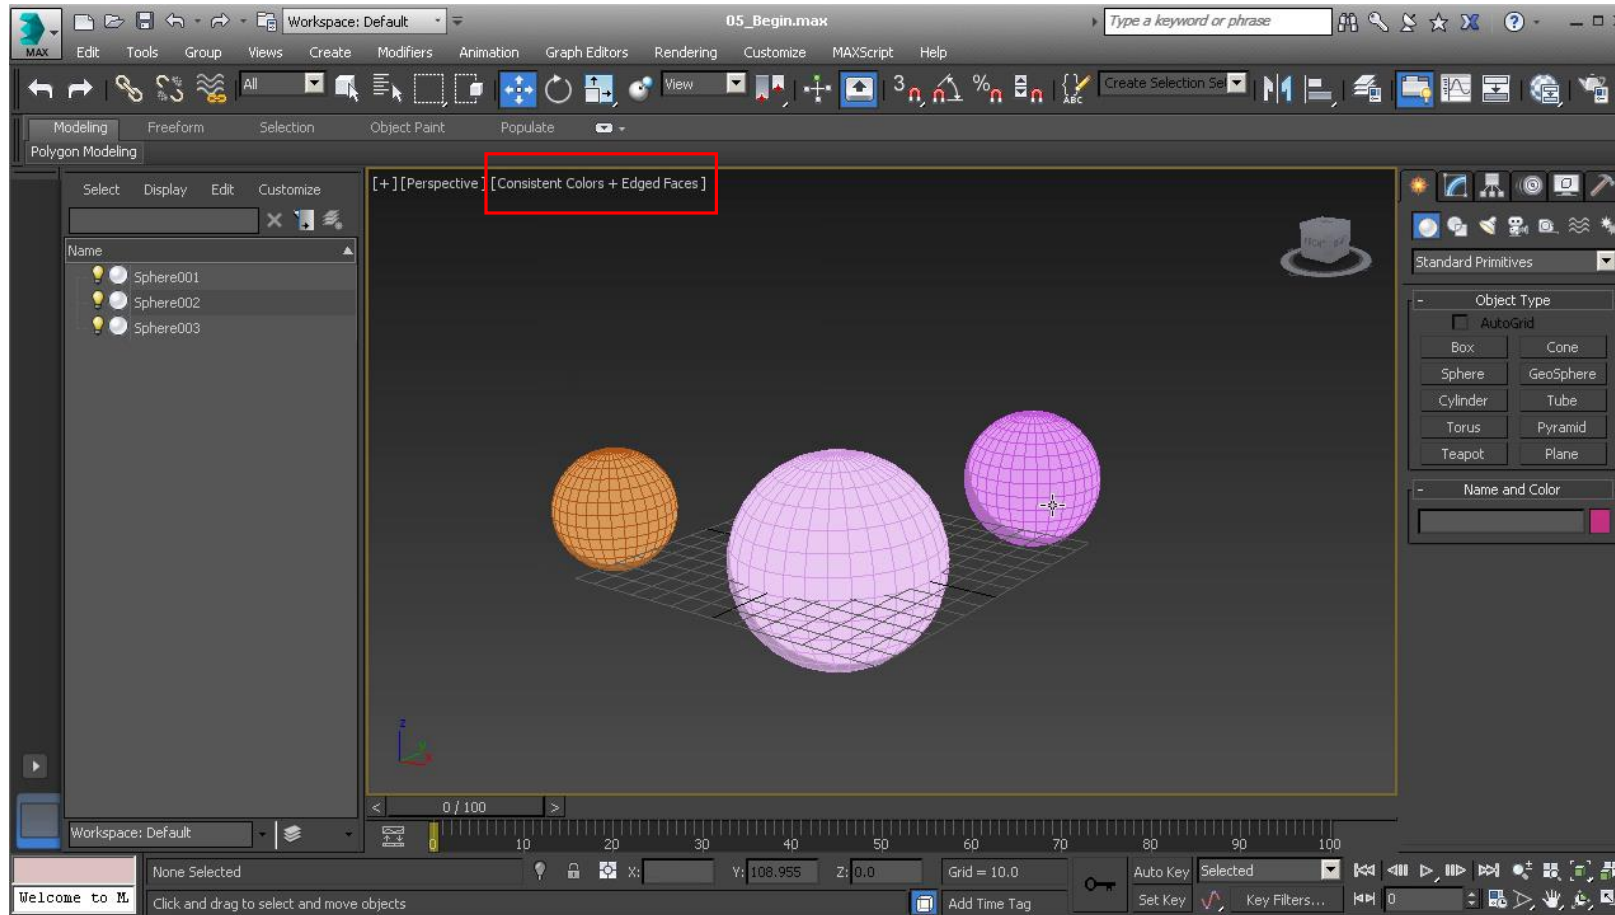 Workspace: Default
05_Begin.max
Type a keyword or phrase
MAX
Edit Tools Group Views Create Modifiers Animation Graph Editors Rendering Customize MAXScript Help
All
View
3
%
ABC
Create Selection Sel
Modeling Freeform Selection Object Paint Populate
Polygon Modeling
Select Display Edit Customize
[+][Perspective][Consistent Colors + Edged Faces]
Name
Sphere001
Sphere002
Sphere003
Standard Primitives
- Object Type
AutoGrid
Box Cone
Sphere GeoSphere
Cylinder Tube
Torus Pyramid
Teapot Plane
- Name and Color
z
< 0 / 100 >
Workspace: Default
0 10 20 30 40 50 60 70 80 90 100
None Selected
X: Y: 108.955 Z: 0.0
Grid = 10.0
Auto Key Selected
Welcome to M
Click and drag to select and move objects
Add Time Tag
Set Key Key Filters...
0